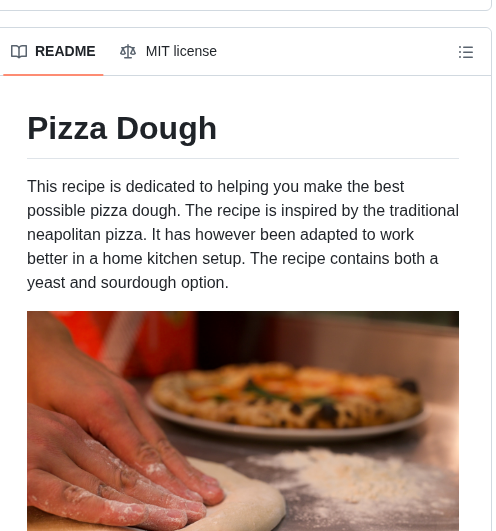 README
MIT license
Pizza Dough
This recipe is dedicated to helping you make the best
possible pizza dough. The recipe is inspired by the traditional
neapolitan pizza. It has however been adapted to work
better in a home kitchen setup. The recipe contains both a
yeast and sourdough option.